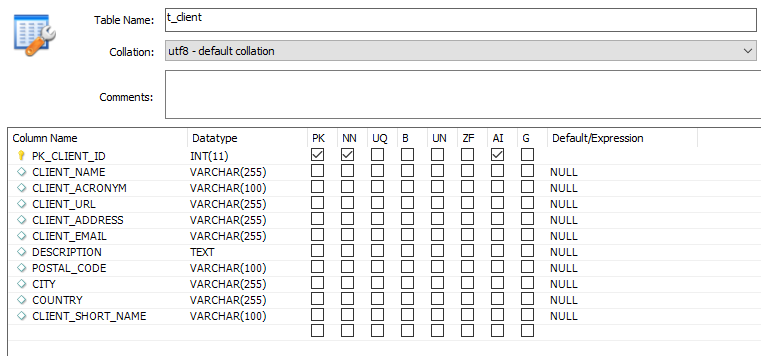 Table Name: t_client
Collation: utf8 - default collation
Comments:
Column Name Datatype PK NN UQ B UN ZF AI G Default/Expression
PK_CLIENT_ID INT(11)
CLIENT_NAME VARCHAR(255) NULL
CLIENT_ACRONYM VARCHAR(100) NULL
CLIENT_URL VARCHAR(255) NULL
CLIENT_ADDRESS VARCHAR(255) NULL
CLIENT_EMAIL VARCHAR(255) NULL
DESCRIPTION TEXT NULL
POSTAL_CODE VARCHAR(100) NULL
CITY VARCHAR(255) NULL
COUNTRY VARCHAR(255) NULL
CLIENT_SHORT_NAME VARCHAR(100) NULL